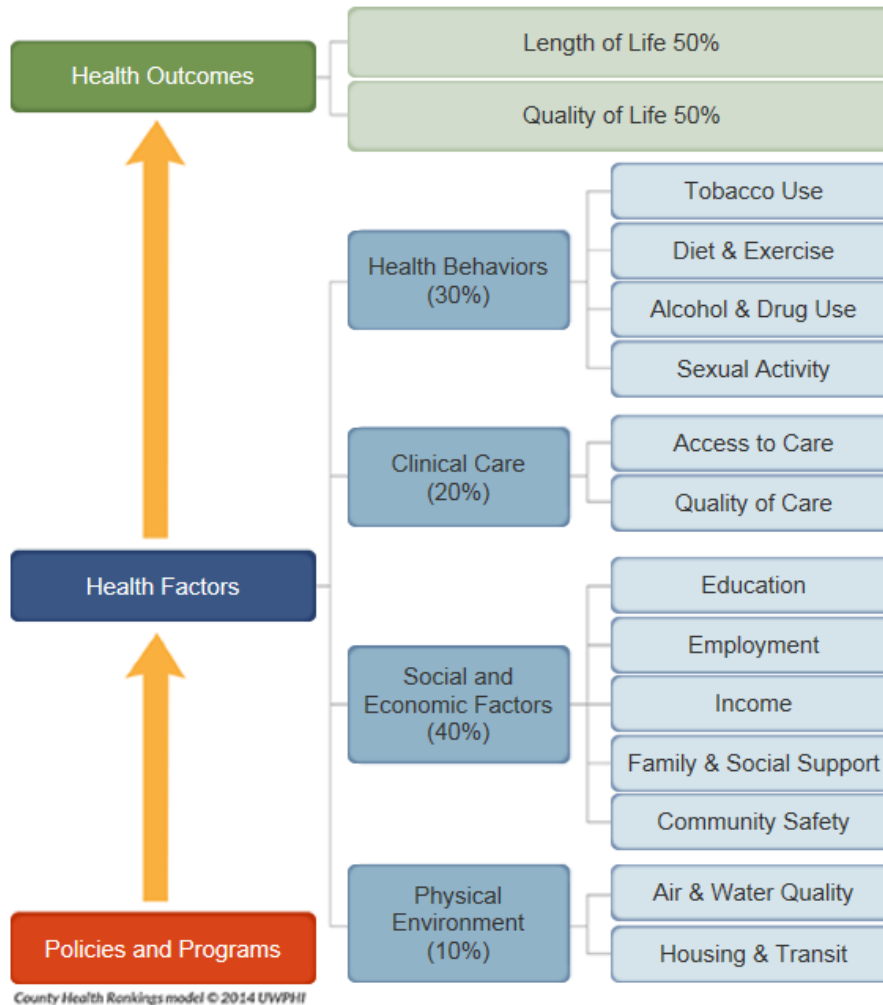 Health Outcomes
Length of Life 50%
Quality of Life 50%
Health Behaviors
(30%)
Tobacco Use
Diet & Exercise
Alcohol & Drug Use
Sexual Activity
Clinical Care
(20%)
Access to Care
Quality of Care
Health Factors
Social and
Economic Factors
(40%)
Education
Employment
Income
Family & Social Support
Community Safety
Physical
Environment
(10%)
Air & Water Quality
Housing & Transit
Policies and Programs
County Health Rankings model © 2014 UWPHI